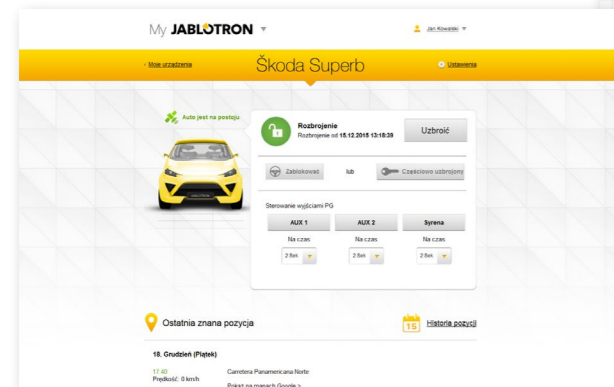 My JABLOTRON
Jan Kowalski
‹ Moje urządzenia
Škoda Superb
Ustawienia
Auto jest na postoju
Rozbrojenie
Rozbrojenie od 15.12.2015 13:18:39
Uzbroić
Zablokować
lub
Częściowo uzbrojony
Sterowanie wyjściami PG
AUX 1 AUX 2 Syrena
Na czas Na czas Na czas
2 Sek 2 Sek 2 Sek
Ostatnia znana pozycja
15
Historia pozycji
18. Grudzień (Piątek)
17:40 Carretera Panamericana Norte
Prędkość: 0 km/h
Pokaż na mapach Google >